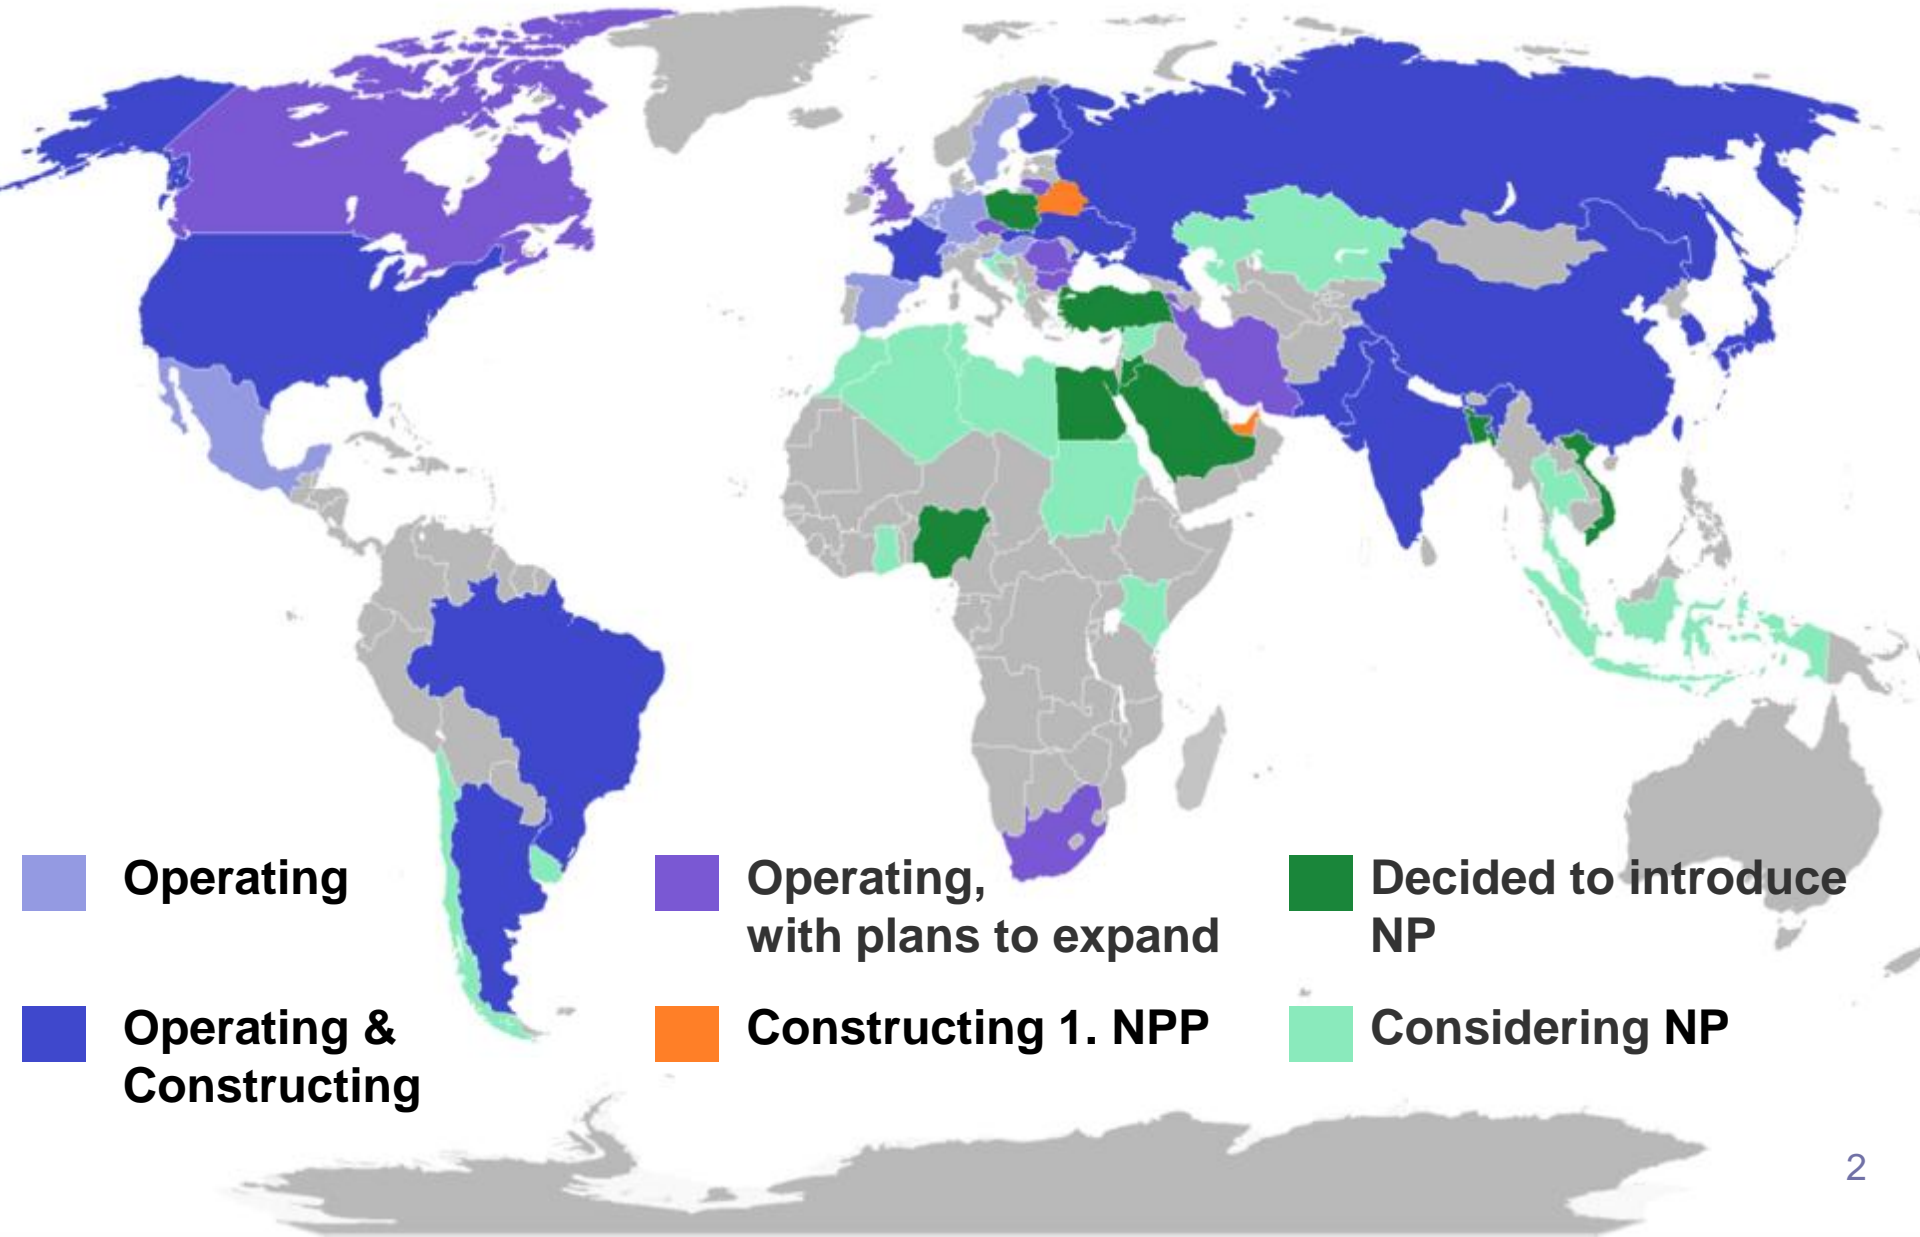 Operating
Operating &
Constructing
Operating,
with plans to expand
Constructing 1. NPP
Decided to introduce
NP
Considering NP
2